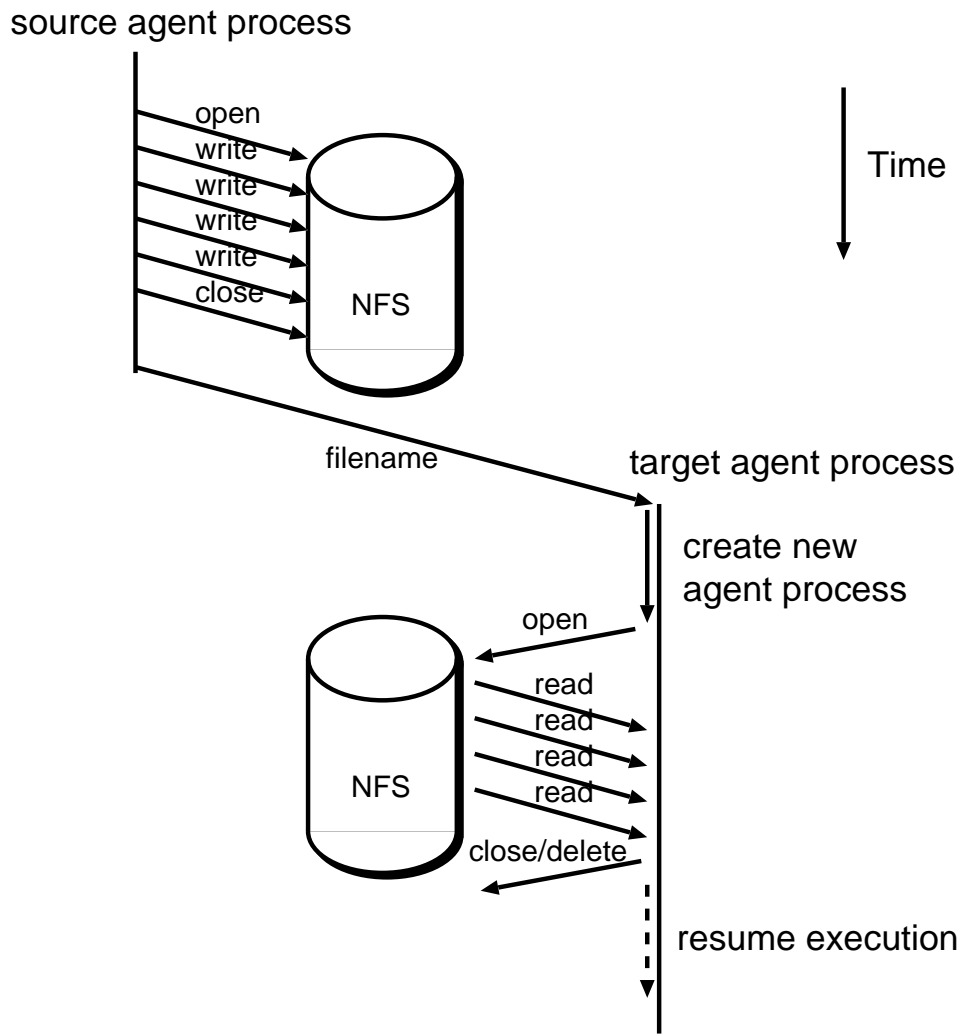 source agent process
open
write
write
write
write
close
NFS
Time
filename
target agent process
create new
agent process
open
read
read
read
read
NFS
close/delete
resume execution